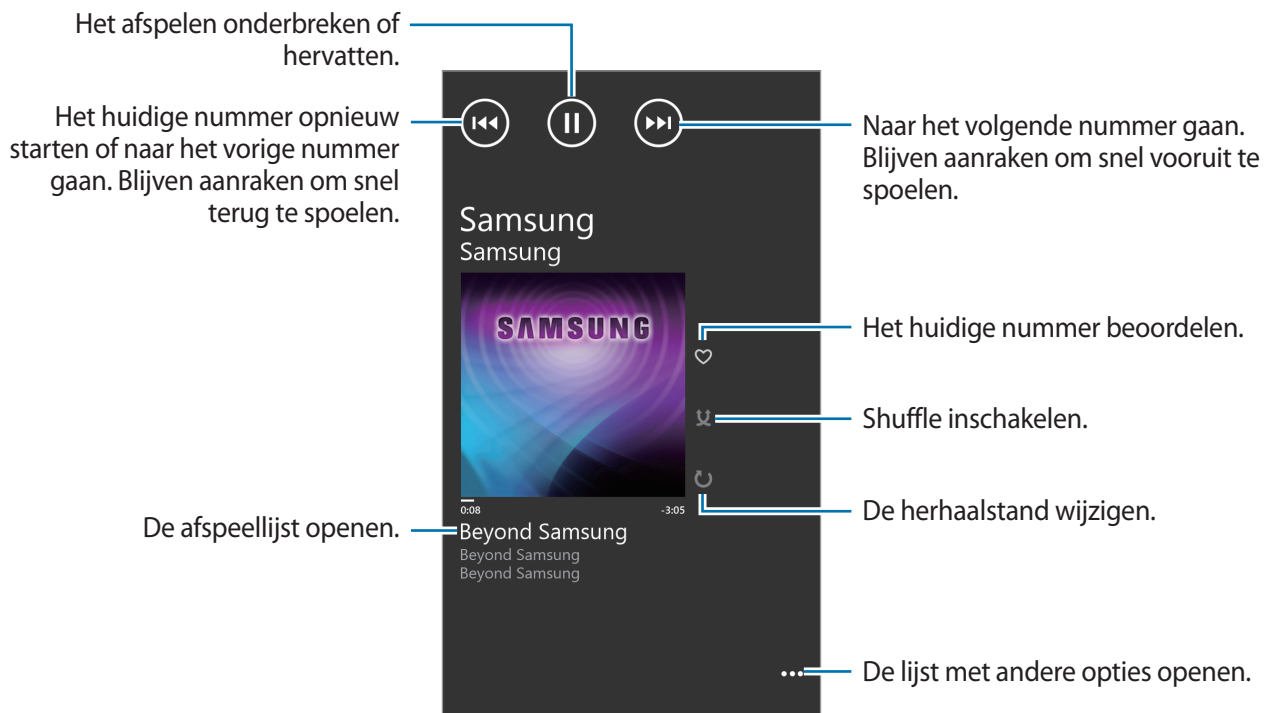 Het afspelen onderbreken of
hervatten.
Het huidige nummer opnieuw
starten of naar het vorige nummer
gaan. Blijven aanraken om snel
terug te spoelen.
Naar het volgende nummer gaan.
Blijven aanraken om snel vooruit te
spoelen.
Samsung
Samsung
SAMSUNG
Het huidige nummer beoordelen.
Shuffle inschakelen.
De herhaalstand wijzigen.
0:08
-3:05
De afspeellijst openen.
Beyond Samsung
Beyond Samsung
Beyond Samsung
De lijst met andere opties openen.